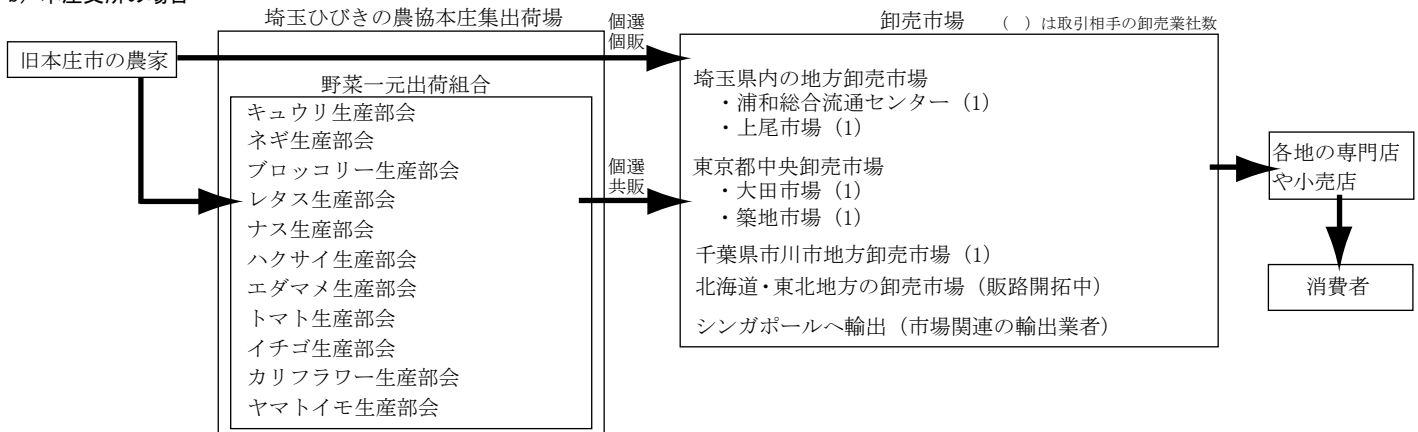 b) 本庄支所の場合
埼玉ひびきの農協本庄集出荷場
個選
個販
卸売市場 （ ）は取引相手の卸売業社数
旧本庄市の農家
野菜一元出荷組合
キュウリ生産部会
ネギ生産部会
ブロッコリー生産部会
レタス生産部会
ナス生産部会
ハクサイ生産部会
エダマメ生産部会
トマト生産部会
イチゴ生産部会
カリフラワー生産部会
ヤマトイモ生産部会
個選
共販
埼玉県内の地方卸売市場
・浦和総合流通センター（1）
・上尾市場（1）
東京都中央卸売市場
・大田市場（1）
・築地市場（1）
千葉県市川市地方卸売市場（1）
北海道・東北地方の卸売市場（販路開拓中）
シンガポールへ輸出（市場関連の輸出業者）
各地の専門店
や小売店
消費者